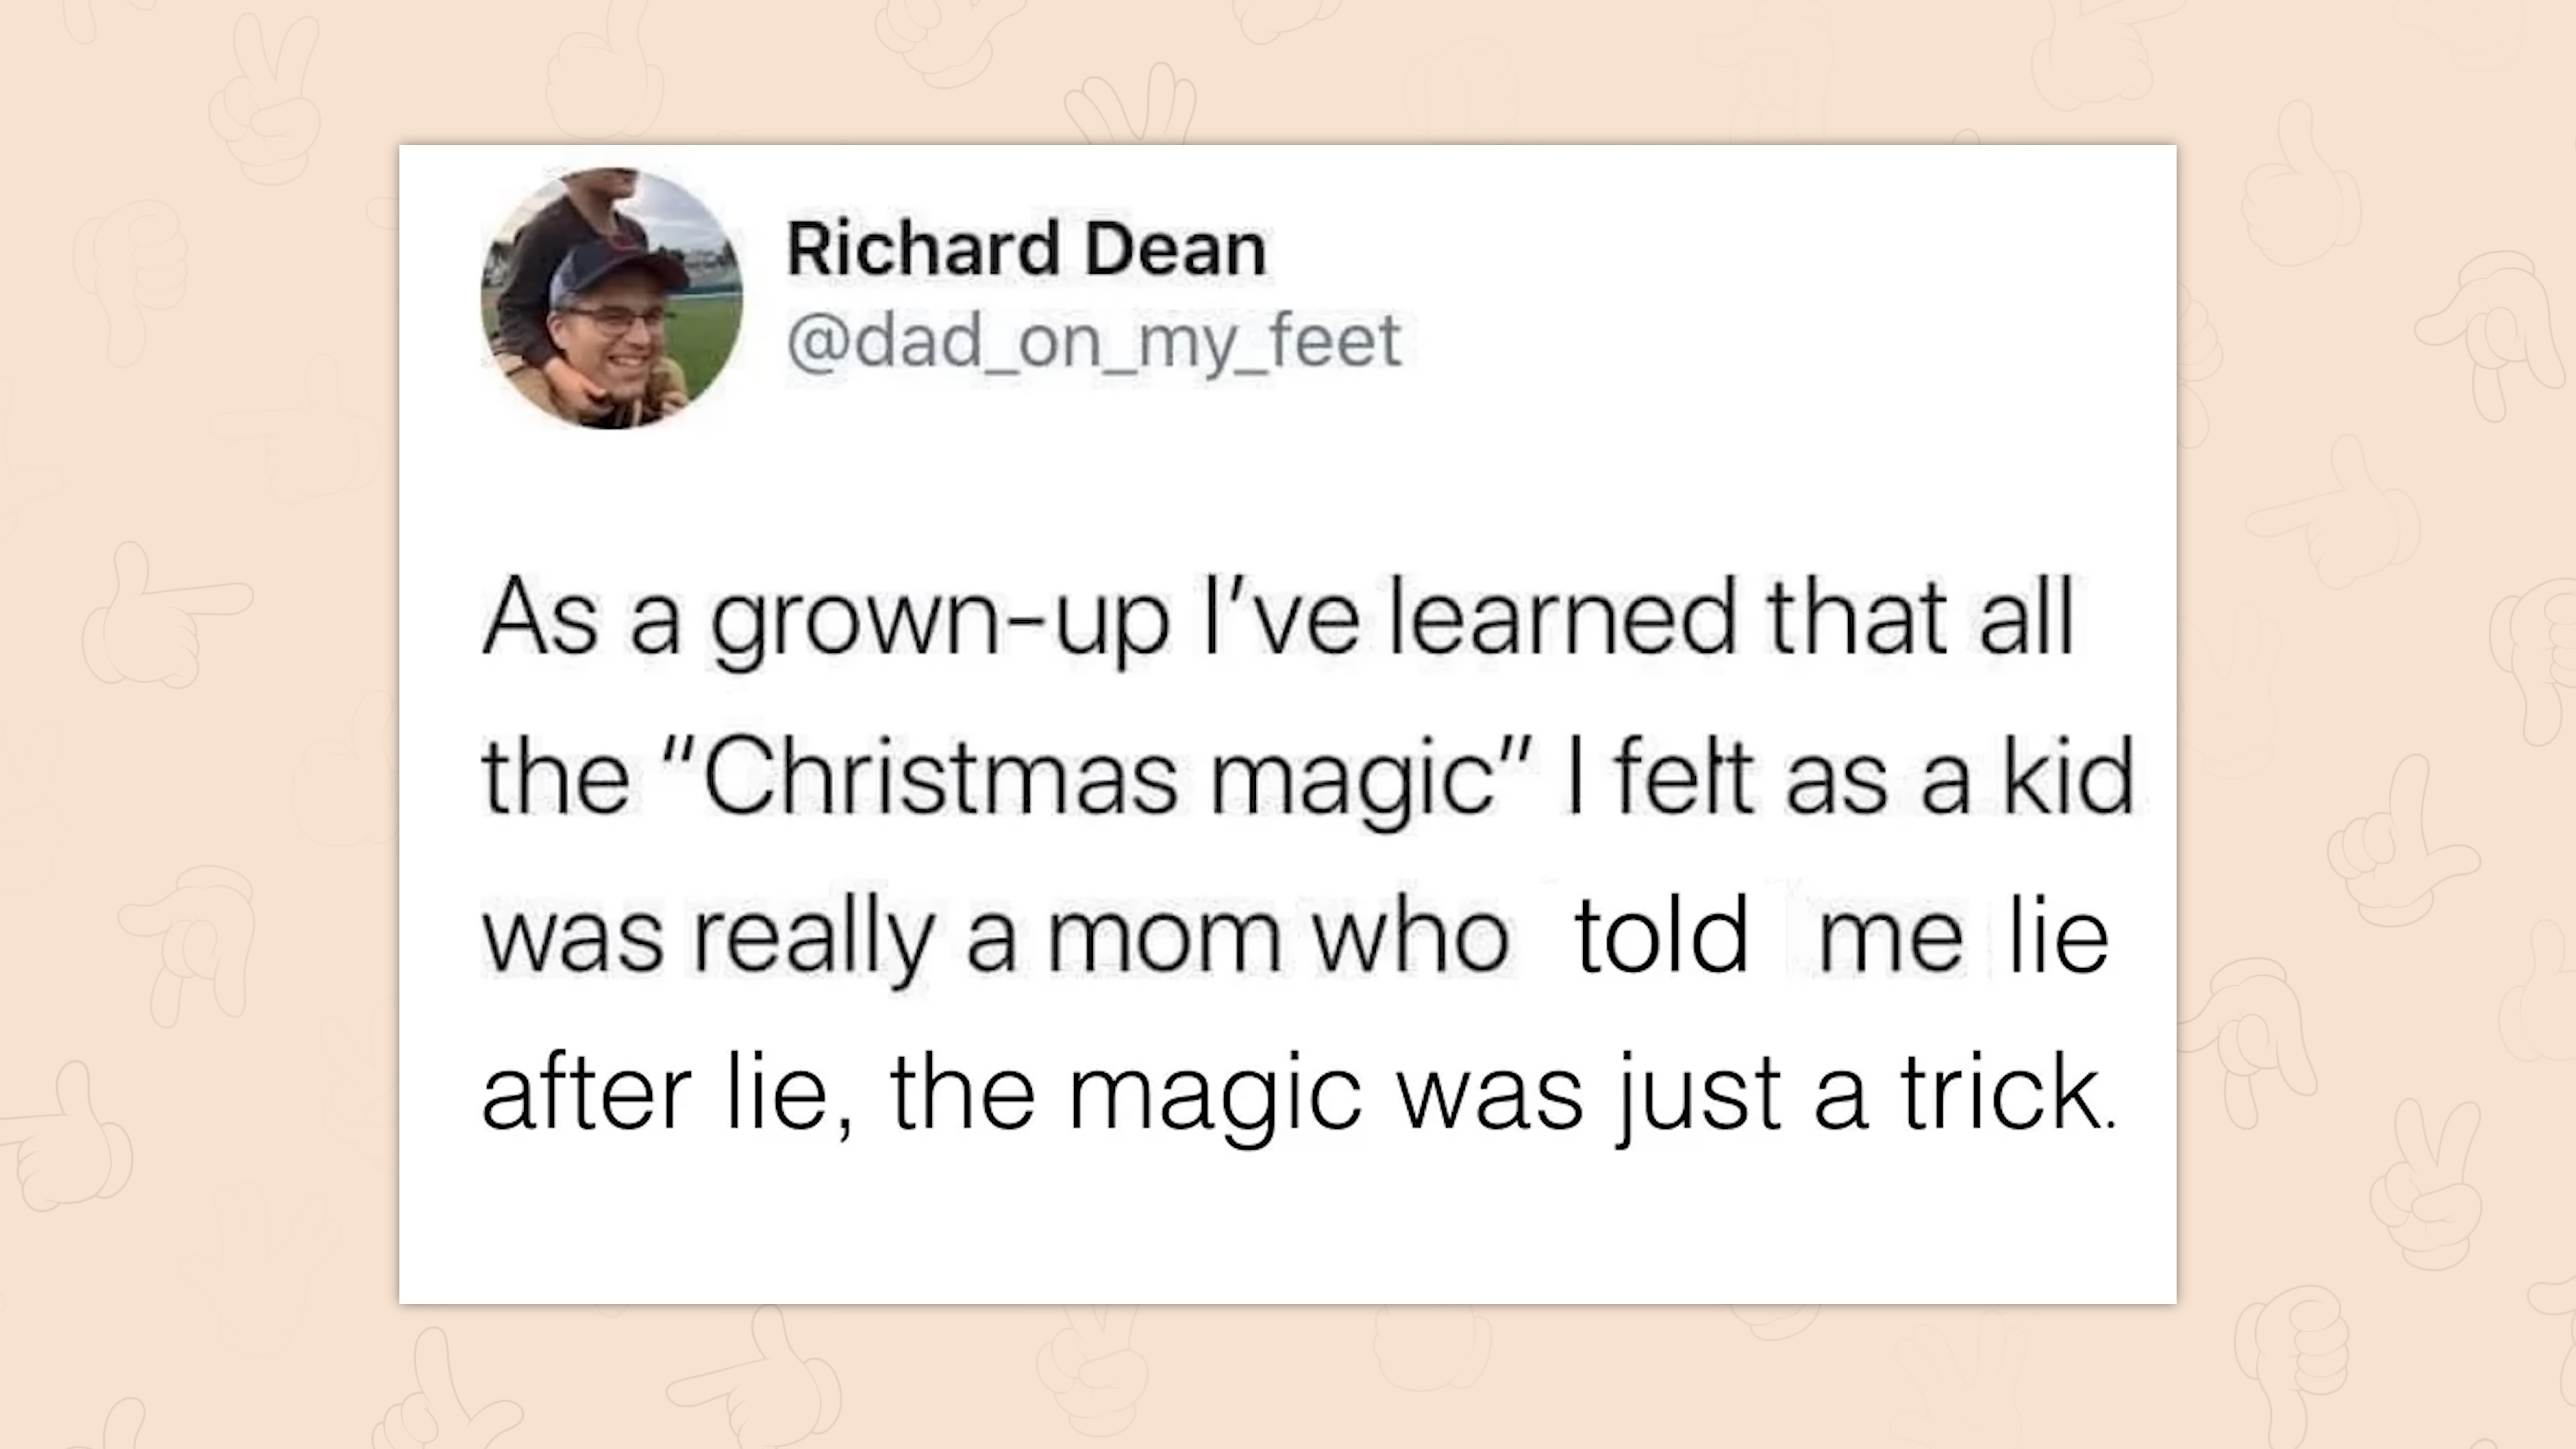 Richard Dean
@dad_on_my_feet
As a grown-up I've learned that all
the "Christmas magic" I felt as a kid
was really a mom who told me lie
after lie, the magic was just a trick.